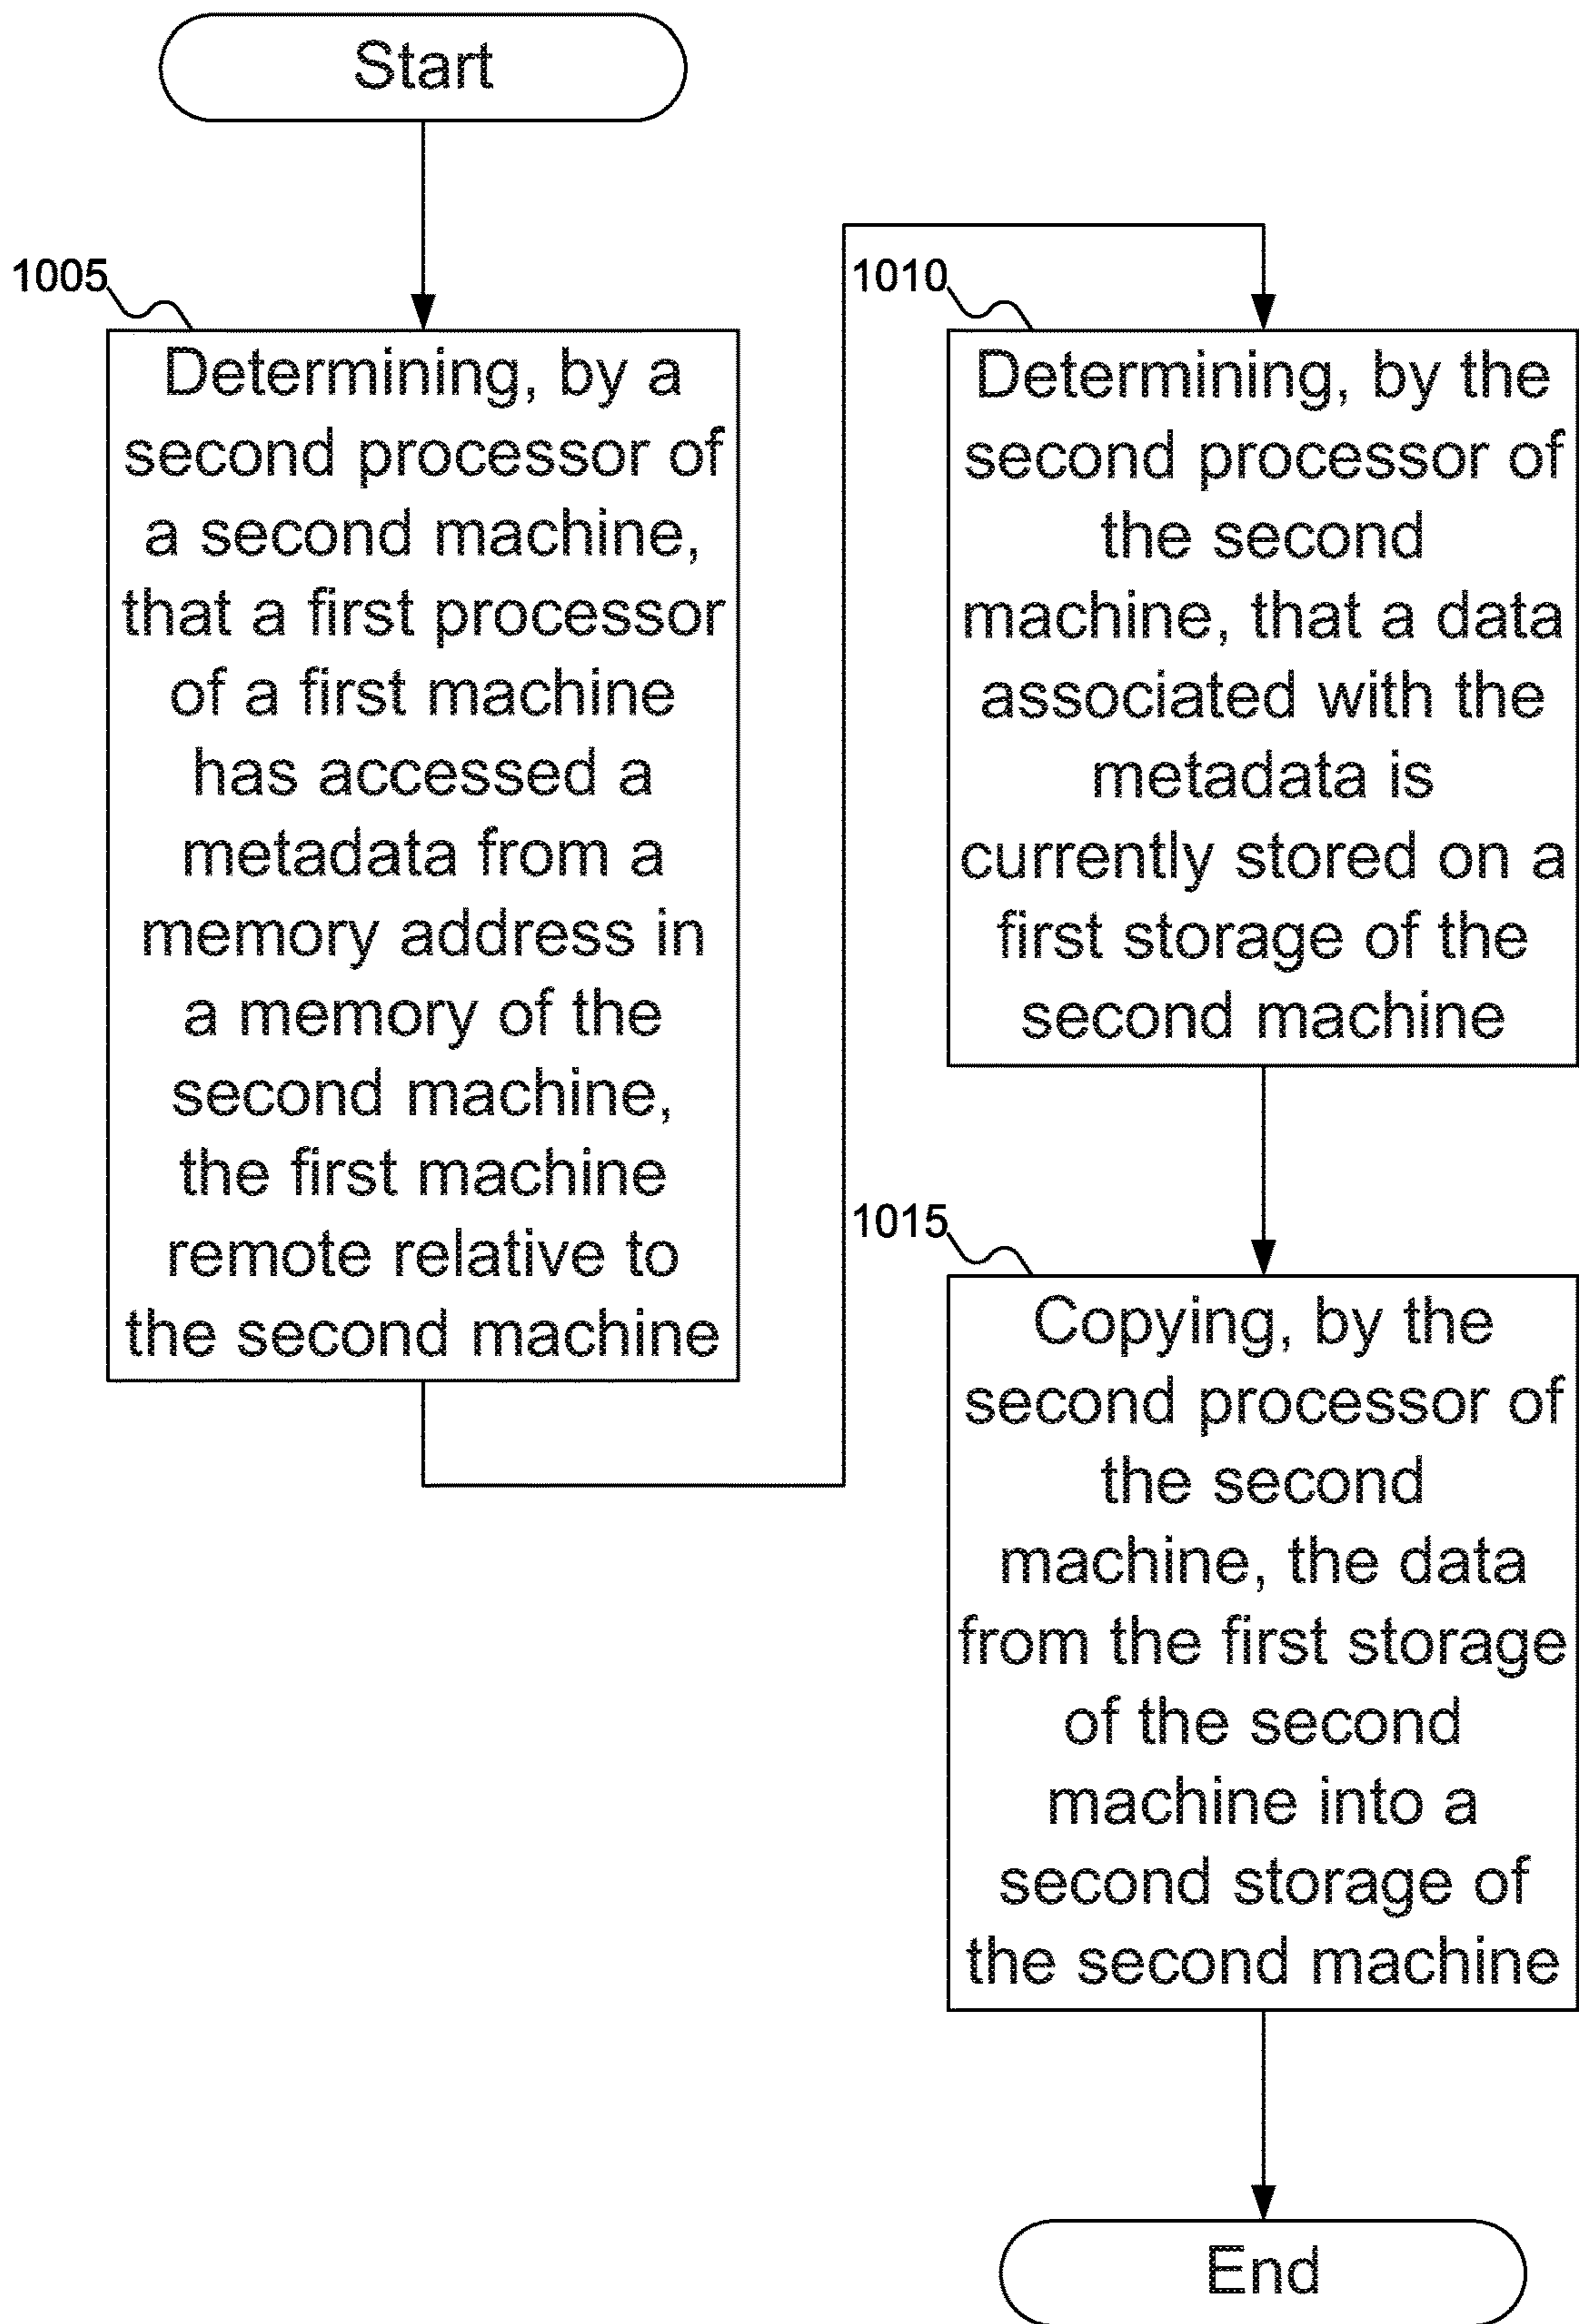 Start
1005
Determining, by a
second processor of
a second machine,
that a first processor
of a first machine
has accessed a
metadata from a
memory address in
a memory of the
second machine,
the first machine
remote relative to
the second machine
1010
Determining, by the
second processor of
the second
machine, that a data
associated with the
metadata is
currently stored on a
first storage of the
second machine
1015
Copying, by the
second processor of
the second
machine, the data
from the first storage
of the second
machine into a
second storage of
the second machine
End